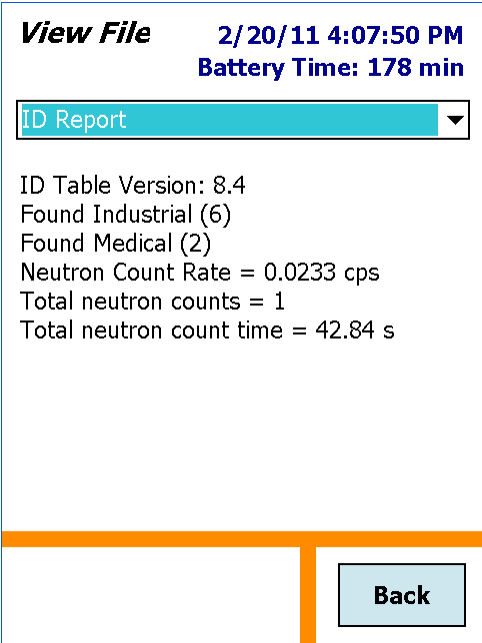 View File
2/20/11 4:07:50 PM
Battery Time: 178 min
ID Report
ID Table Version: 8.4
Found Industrial (6)
Found Medical (2)
Neutron Count Rate = 0.0233 cps
Total neutron counts = 1
Total neutron count time = 42.84 s
Back